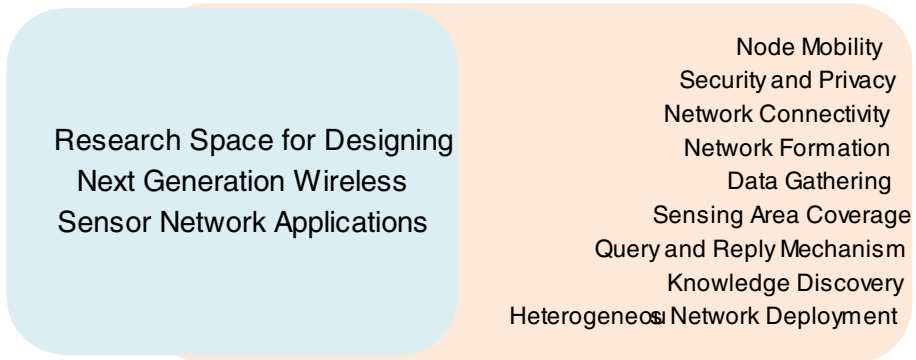 Research Space for Designing
Next Generation Wireless
Sensor Network Applications
Node Mobility
Security and Privacy
Network Connectivity
Network Formation
Data Gathering
Sensing Area Coverage
Query and Reply Mechanism
Knowledge Discovery
Heterogeneous Network Deployment